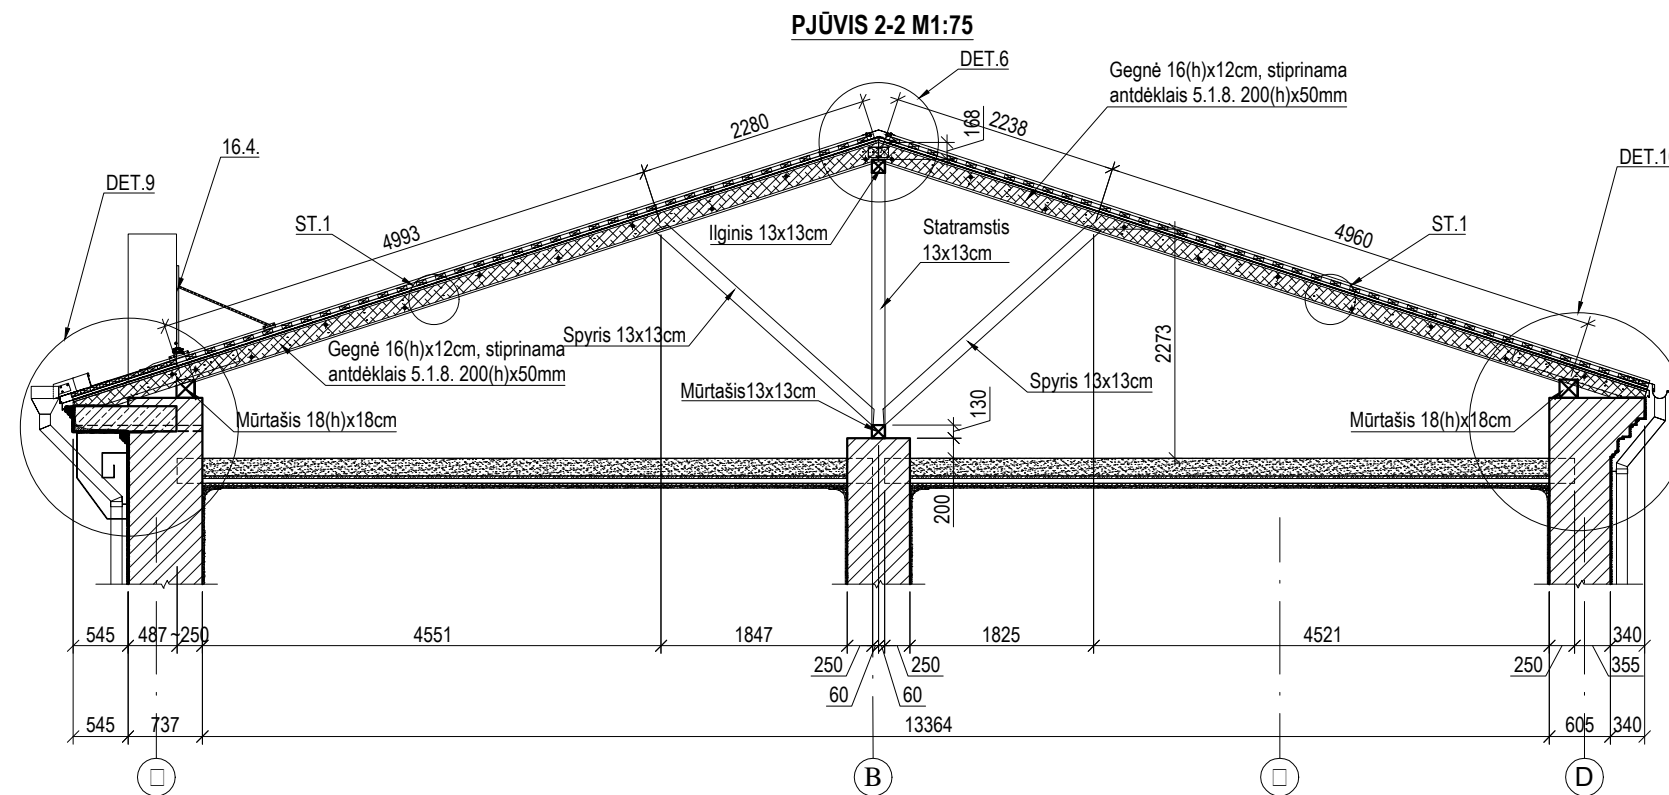 PJŪVIS 2-2 M1:75
DET.6
Gegnė 16(h)x12cm, stiprinama
antdėklais 5.1.8. 200(h)x50mm
2280
2238
168
16.4.
DET.9
ST.1
4993
Ilginis 13x13cm
Statramstis
13x13cm
4960
ST.1
Spyris 13x13cm
Gegnė 16(h)x12cm, stiprinama
antdėklais 5.1.8. 200(h)x50mm
2273
Mūrtašis13x13cm
Spyris 13x13cm
130
Mūrtašis 18(h)x18cm
Mūrtašis 18(h)x18cm
200
545 487 ~250 4551 1847 1825 4521 340
250 250 250 355
60 60
545 737 13364 605 340
B D